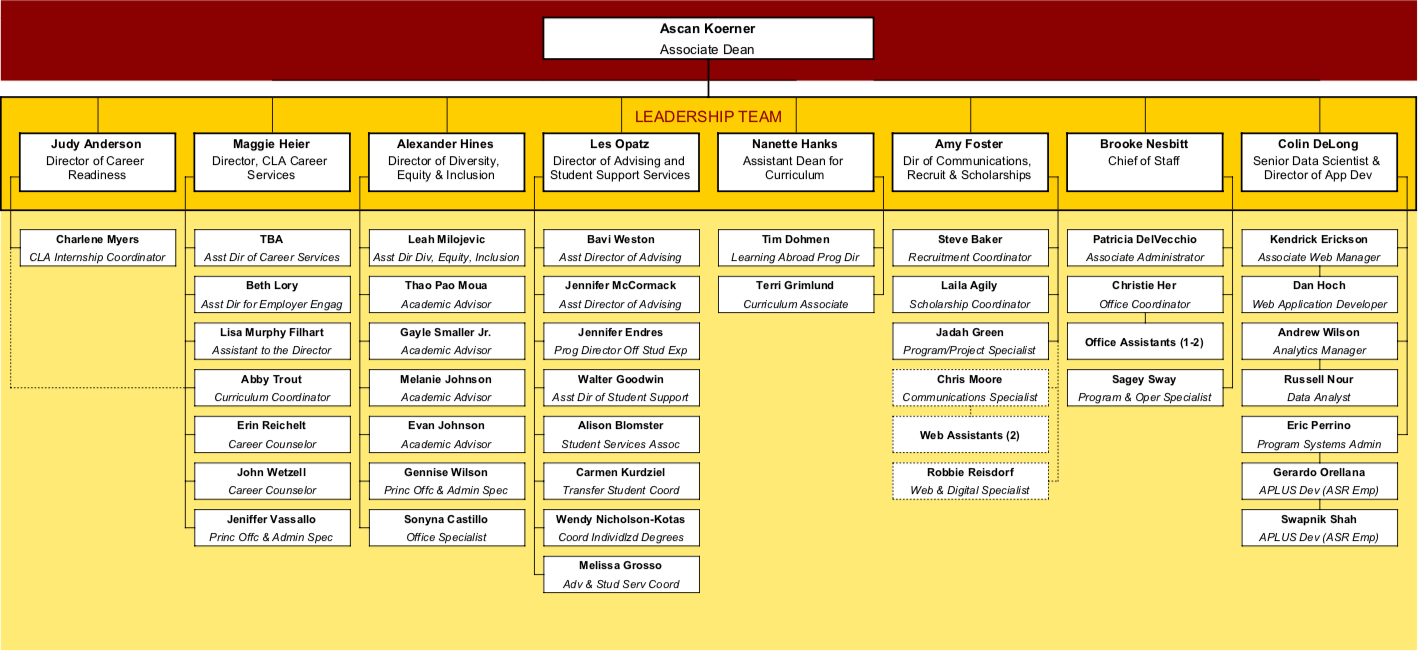 Ascan Koerner
Associate Dean
LEADERSHIP TEAM
Judy Anderson
Director of Career
Readiness
Charlene Myers
CLA Internship Coordinator
Maggie Heier
Director, CLA Career
Services
TBA
Asst Dir of Career Services
Beth Lory
Asst Dir for Employer Engag
Lisa Murphy Filhart
Assistant to the Director
Abby Trout
Curriculum Coordinator
Erin Reichelt
Career Counselor
John Wetzell
Career Counselor
Jeniffer Vassallo
Princ Offc & Admin Spec
Alexander Hines
Director of Diversity,
Equity & Inclusion
Leah Milojevic
Asst Dir Div, Equity, Inclusion
Thao Pao Moua
Academic Advisor
Gayle Smaller Jr.
Academic Advisor
Melanie Johnson
Academic Advisor
Evan Johnson
Academic Advisor
Gennise Wilson
Princ Offc & Admin Spec
Sonyna Castillo
Office Specialist
Les Opatz
Director of Advising and
Student Support Services
Bavi Weston
Asst Director of Advising
Jennifer McCormack
Asst Director of Advising
Jennifer Endres
Prog Director Off Stud Exp
Walter Goodwin
Asst Dir of Student Support
Alison Blomster
Student Services Assoc
Carmen Kurdziel
Transfer Student Coord
Wendy Nicholson-Kotas
Coord Individlzd Degrees
Melissa Grosso
Adv & Stud Serv Coord
Nanette Hanks
Assistant Dean for
Curriculum
Tim Dohmen
Learning Abroad Prog Dir
Terri Grimlund
Curriculum Associate
Amy Foster
Dir of Communications,
Recruit & Scholarships
Steve Baker
Recruitment Coordinator
Laila Agily
Scholarship Coordinator
Jadah Green
Program/Project Specialist
Chris Moore
Communications Specialist
Web Assistants (2)
Robbie Reisdorf
Web & Digital Specialist
Brooke Nesbitt
Chief of Staff
Patricia DelVecchio
Associate Administrator
Christie Her
Office Coordinator
Office Assistants (1-2)
Sagey Sway
Program & Oper Specialist
Colin DeLong
Senior Data Scientist &
Director of App Dev
Kendrick Erickson
Associate Web Manager
Dan Hoch
Web Application Developer
Andrew Wilson
Analytics Manager
Russell Nour
Data Analyst
Eric Perrino
Program Systems Admin
Gerardo Orellana
APLUS Dev (ASR Emp)
Swapnik Shah
APLUS Dev (ASR Emp)